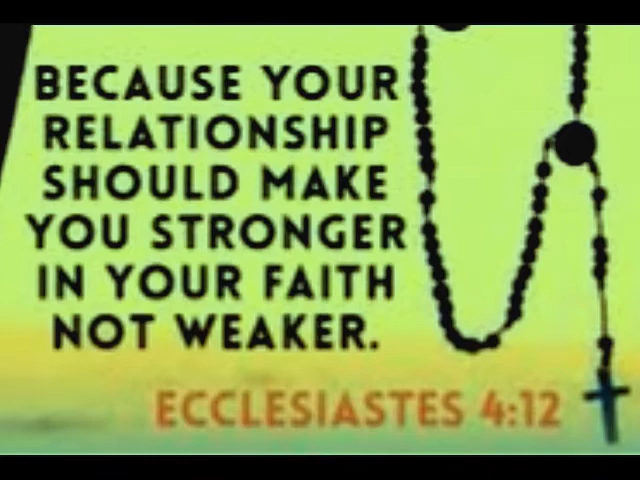 BECAUSE YOUR
RELATIONSHIP
SHOULD MAKE
YOU STRONGER
IN YOUR FAITH
NOT WEAKER.
ECCLESIASTES 4:12